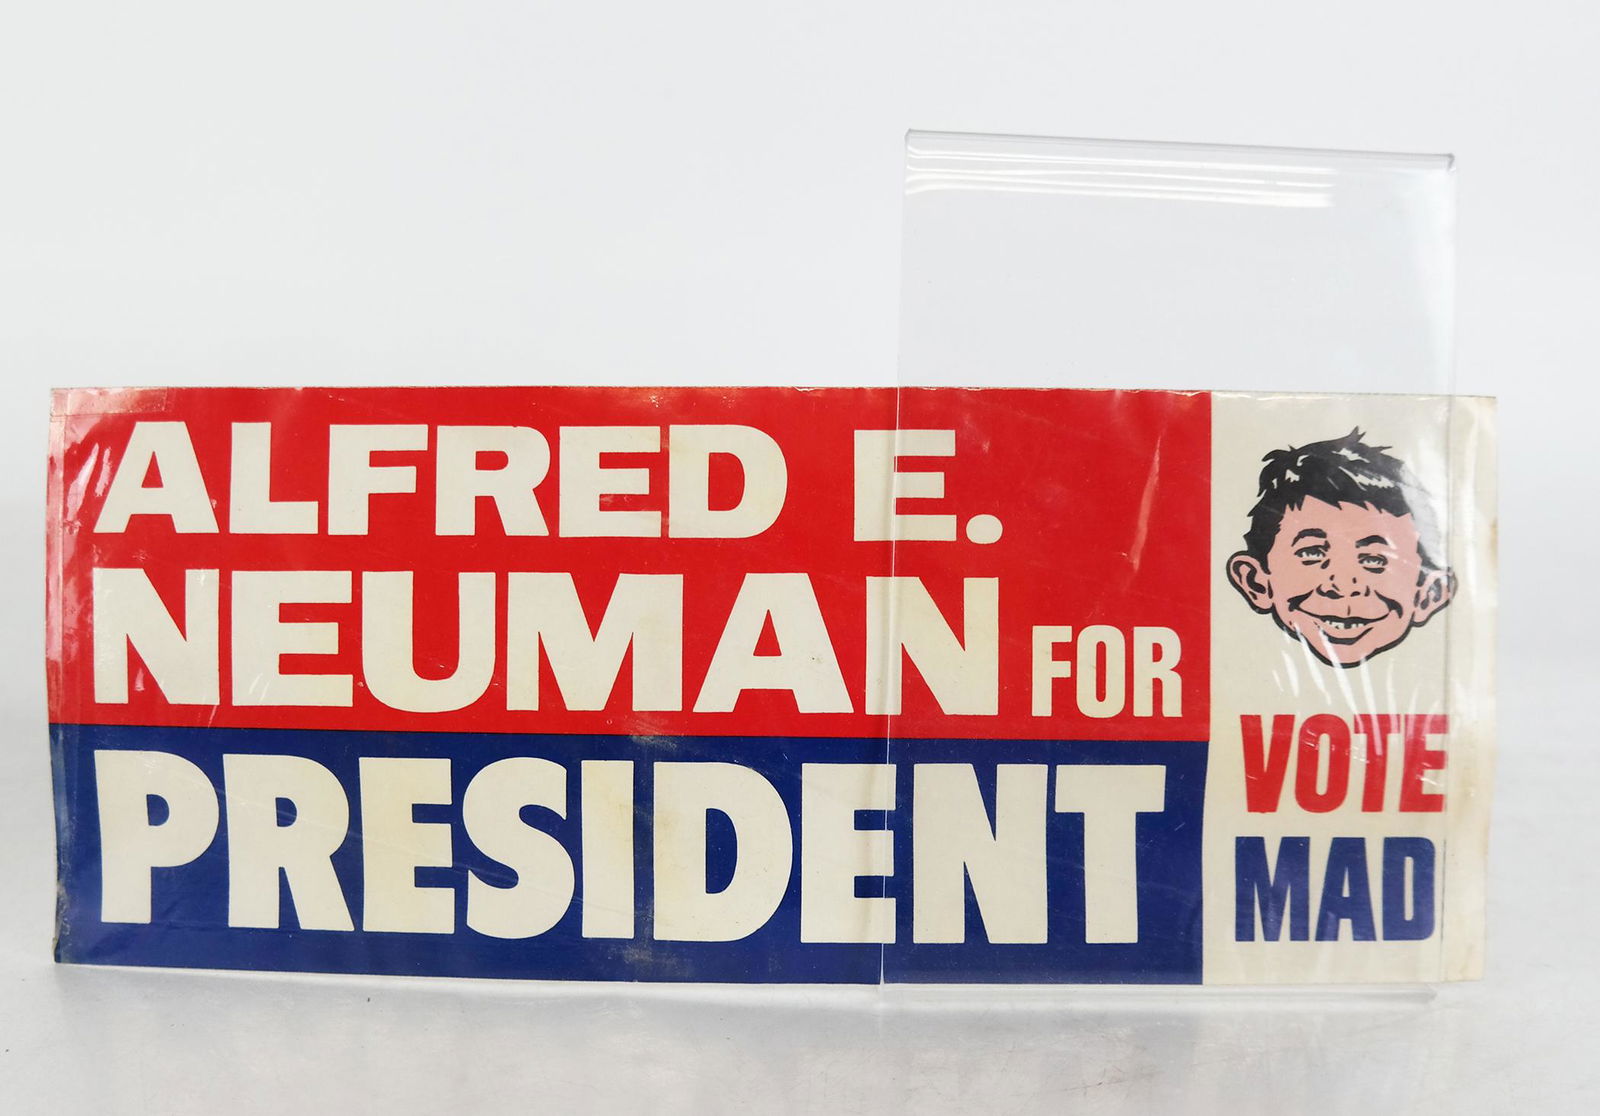 ALFRED E.
NEUMAN FOR
PRESIDENT
VOTE
MAD